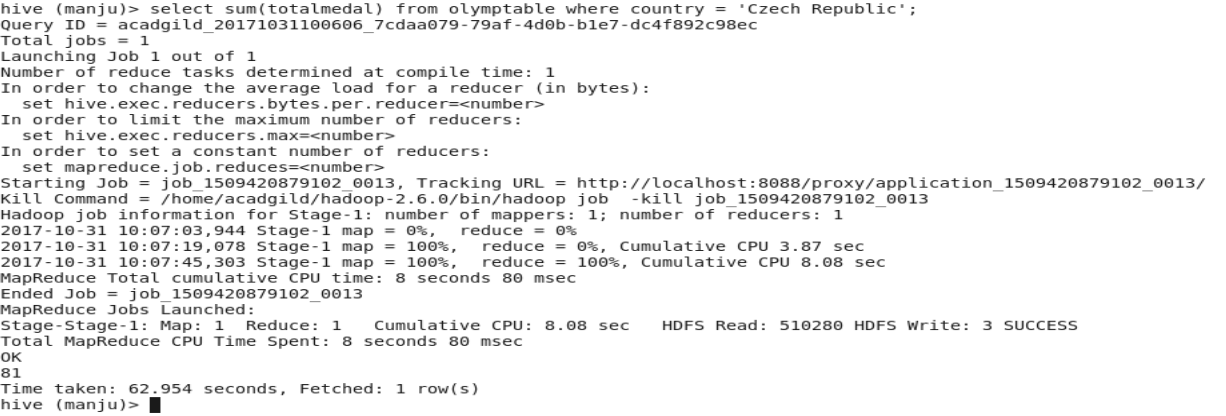 hive (manju)> select sum(totalmedal) from olymptable where country = 'Czech Republic';
Query ID = acadgild_20171031100606_7cdaa079-79af-4d0b-b1e7-dc4f892c98ec
Total jobs = 1
Launching Job 1 out of 1
Number of reduce tasks determined at compile time: 1
In order to change the average load for a reducer (in bytes):
  set hive.exec.reducers.bytes.per.reducer=<number>
In order to limit the maximum number of reducers:
  set hive.exec.reducers.max=<number>
In order to set a constant number of reducers:
  set mapreduce.job.reduces=<number>
Starting Job = job_1509420879102_0013, Tracking URL = http://localhost:8088/proxy/application_1509420879102_0013/
Kill Command = /home/acadgild/hadoop-2.6.0/bin/hadoop job  -kill job_1509420879102_0013
Hadoop job information for Stage-1: number of mappers: 1; number of reducers: 1
2017-10-31 10:07:03,944 Stage-1 map = 0%,  reduce = 0%
2017-10-31 10:07:19,078 Stage-1 map = 100%,  reduce = 0%, Cumulative CPU 3.87 sec
2017-10-31 10:07:45,303 Stage-1 map = 100%,  reduce = 100%, Cumulative CPU 8.08 sec
MapReduce Total cumulative CPU time: 8 seconds 80 msec
Ended Job = job_1509420879102_0013
MapReduce Jobs Launched:
Stage-Stage-1: Map: 1  Reduce: 1   Cumulative CPU: 8.08 sec   HDFS Read: 510280 HDFS Write: 3 SUCCESS
Total MapReduce CPU Time Spent: 8 seconds 80 msec
OK
81
Time taken: 62.954 seconds, Fetched: 1 row(s)
hive (manju)>